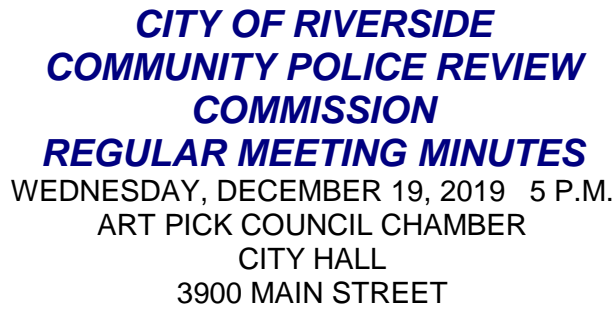 CITY OF RIVERSIDE
COMMUNITY POLICE REVIEW
COMMISSION
REGULAR MEETING MINUTES
WEDNESDAY, DECEMBER 19, 2019 5 P.M.
ART PICK COUNCIL CHAMBER
CITY HALL
3900 MAIN STREET